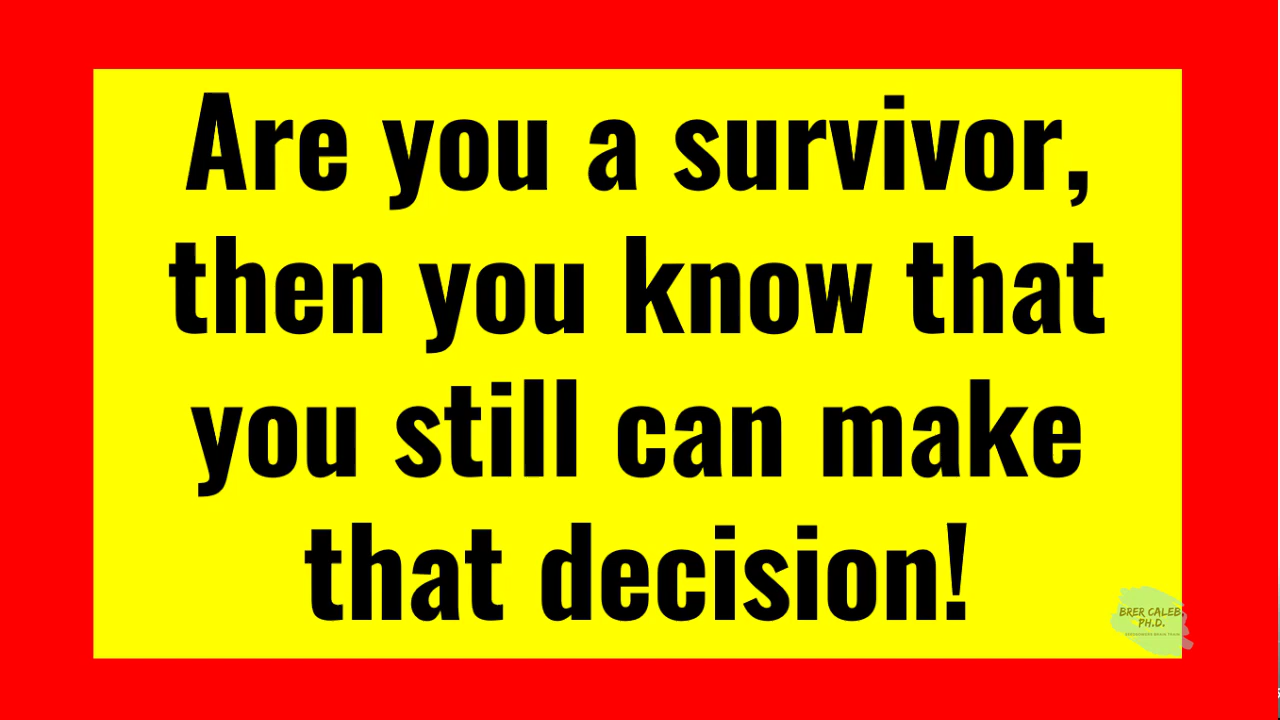 Are you a survivor,
then you know that
you still can make
that decision!
BRER CALEB
PH.D.